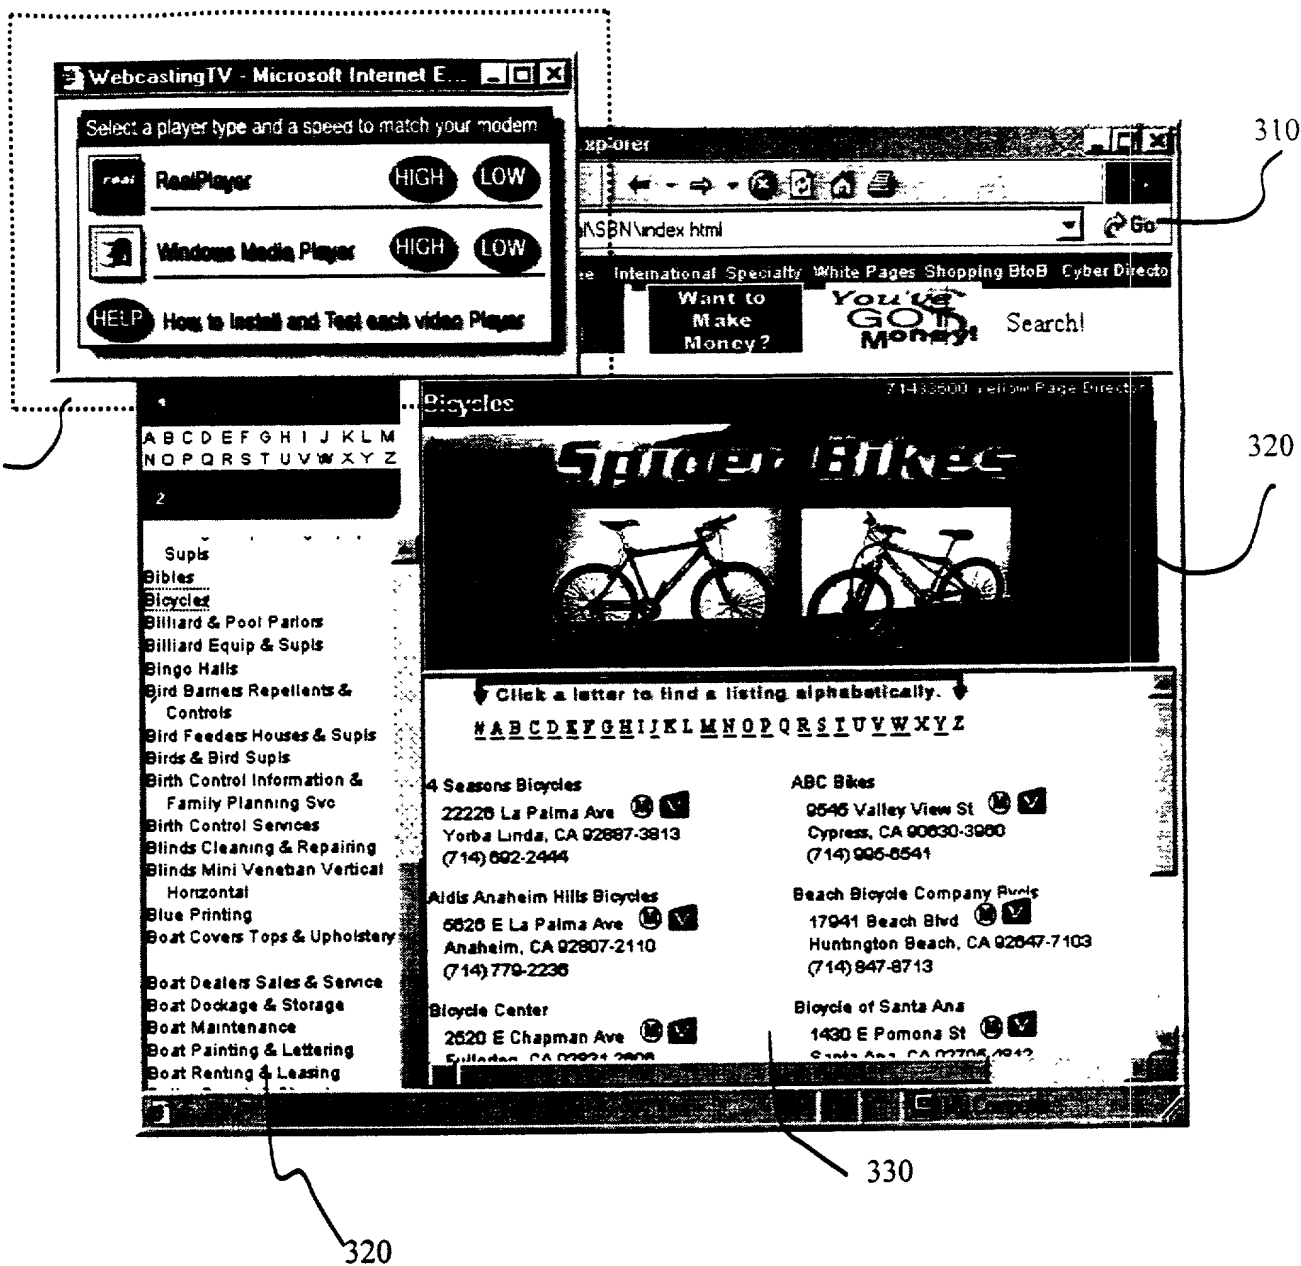 WebcastingTV - Microsoft Internet E...
Select a player type and a speed to match your modem
real RealPlayer HIGH LOW
Windows Media Player HIGH LOW
HELP How to Install and Test each video Player
xplorer
310
\SBN\index html
Go
International Specialty White Pages Shopping BtoB Cyber Directo
Want to
Make
Money?
You've
GOT
Money!
Search!
71433600 Yellow Page Director
Bicycles
1
A B C D E F G H I J K L M
N O P Q R S T U V W X Y Z
2
Spider Bikes
320
Supls
Bibles
Bicycles
Billiard & Pool Parlors
Billiard Equip & Supls
Bingo Halls
Bird Barriers Repellents &
Controls
Bird Feeders Houses & Supls
Birds & Bird Supls
Birth Control Information &
Family Planning Svc
Birth Control Services
Blinds Cleaning & Repairing
Blinds Mini Venetian Vertical
Horizontal
Blue Printing
Boat Covers Tops & Upholstery
Boat Dealers Sales & Service
Boat Dockage & Storage
Boat Maintenance
Boat Painting & Lettering
Boat Renting & Leasing
Click a letter to find a listing alphabetically.
# A B C D E F G H I J K L M N O P Q R S T U V W X Y Z
4 Seasons Bicycles
22226 La Palma Ave M V
Yorba Linda, CA 92887-3813
(714) 692-2444
Aldis Anaheim Hills Bicycles
5626 E La Palma Ave M V
Anaheim, CA 92807-2110
(714) 779-2236
Bicycle Center
2520 E Chapman Ave M V
ABC Bikes
9545 Valley View St M V
Cypress, CA 90630-3960
(714) 995-6541
Beach Bicycle Company
17941 Beach Blvd M V
Huntington Beach, CA 92647-7103
(714) 847-8713
Bicycle of Santa Ana
1430 E Pomona St M V
330
320